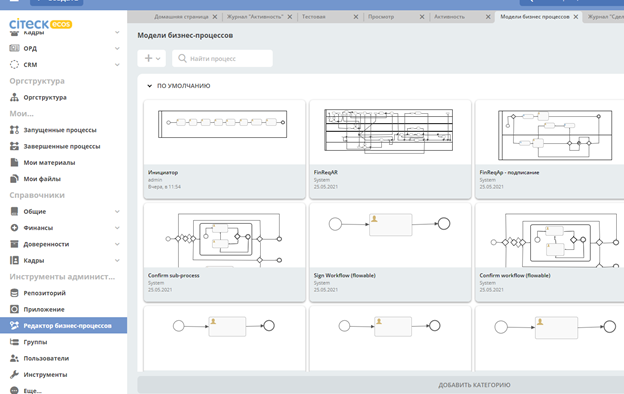 Домашняя страница
Журнал "Активность"
Тестовая
Просмотр
Активность
Модели бизнес-процессов
Журнал "Сдел
CITECK ecos
Кадры
ОРД
CRM
Оргструктура
Оргструктура
Мои...
Запущенные процессы
Завершенные процессы
Мои материалы
Мои файлы
Справочники
Общие
Финансы
Доверенности
Кадры
Инструменты админист...
Репозиторий
Приложение
Редактор бизнес-процессов
Группы
Пользователи
Инструменты
Еще...
Модели бизнес-процессов
Найти процесс
ПО УМОЛЧАНИЮ
Инициатор
admin
Вчера, в 11:54
FinReqAR
System
25.05.2021
FinReqAp - подписание
System
25.05.2021
Confirm sub-process
System
25.05.2021
Sign Workflow (flowable)
System
25.05.2021
Confirm workflow (flowable)
System
25.05.2021
ДОБАВИТЬ КАТЕГОРИЮ